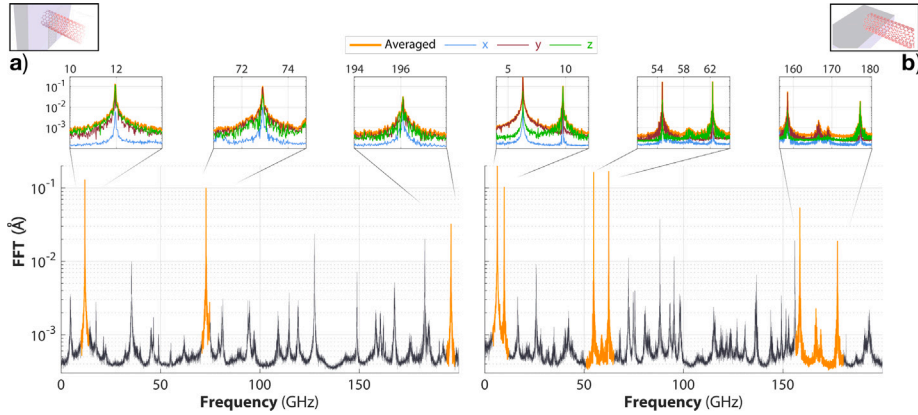 Averaged x y z
a)
b)
10 12
72 74
194 196
5 10
54 58 62
160 170 180
10⁻¹
10⁻²
10⁻³
10⁻¹
10⁻²
10⁻³
FFT (Å)
0 50 100 150
0 50 100 150
Frequency (GHz)
Frequency (GHz)